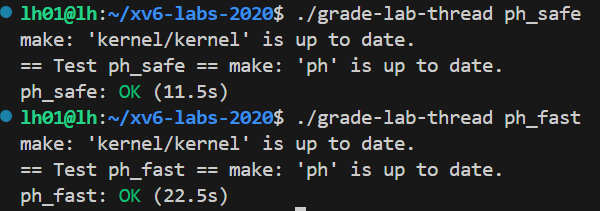 lh01@lh:~/xv6-labs-2020$ ./grade-lab-thread ph_safe
make: 'kernel/kernel' is up to date.
== Test ph_safe == make: 'ph' is up to date.
ph_safe: OK (11.5s)
lh01@lh:~/xv6-labs-2020$ ./grade-lab-thread ph_fast
make: 'kernel/kernel' is up to date.
== Test ph_fast == make: 'ph' is up to date.
ph_fast: OK (22.5s)